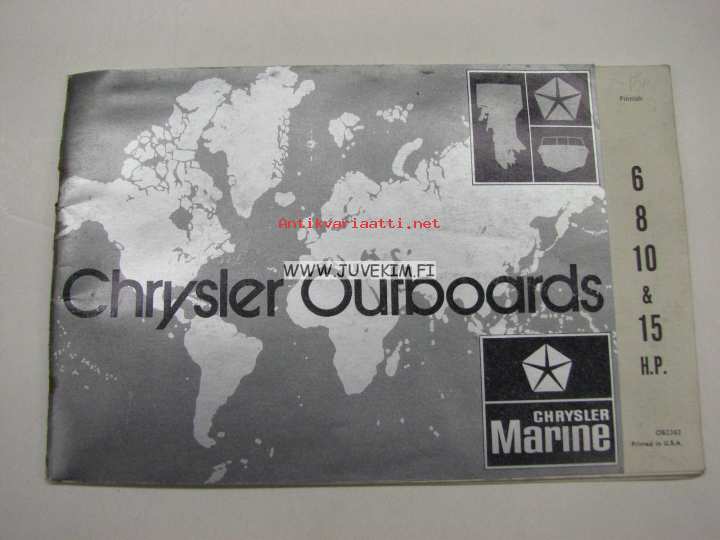 Finnish
6
8
10
&
15
H.P.
Antikvariaatti.net
WWW.JUVEKIM.FI
Chrysler Outboards
CHRYSLER
Marine
Printed in U.S.A.